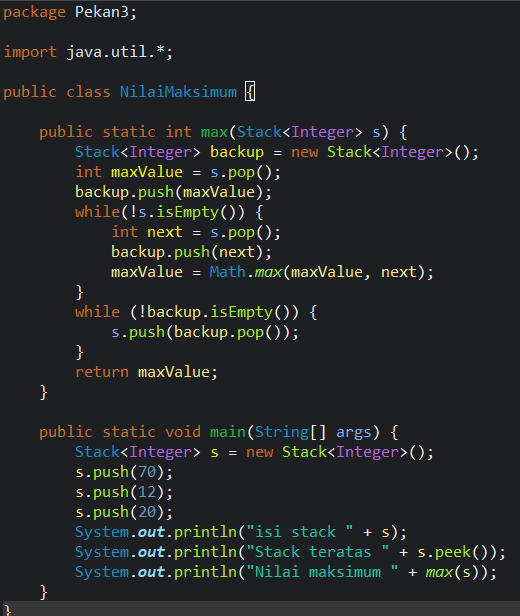 package Pekan3;
import java.util.*;
public class NilaiMaksimum {
public static int max(Stack<Integer> s) {
Stack<Integer> backup = new Stack<Integer>();
int maxValue = s.pop();
backup.push(maxValue);
while(!s.isEmpty()) {
int next = s.pop();
backup.push(next);
maxValue = Math.max(maxValue, next);
}
while (!backup.isEmpty()) {
s.push(backup.pop());
}
return maxValue;
}
public static void main(String[] args) {
Stack<Integer> s = new Stack<Integer>();
s.push(70);
s.push(12);
s.push(20);
System.out.println("isi stack " + s);
System.out.println("Stack teratas " + s.peek());
System.out.println("Nilai maksimum " + max(s));
}
}